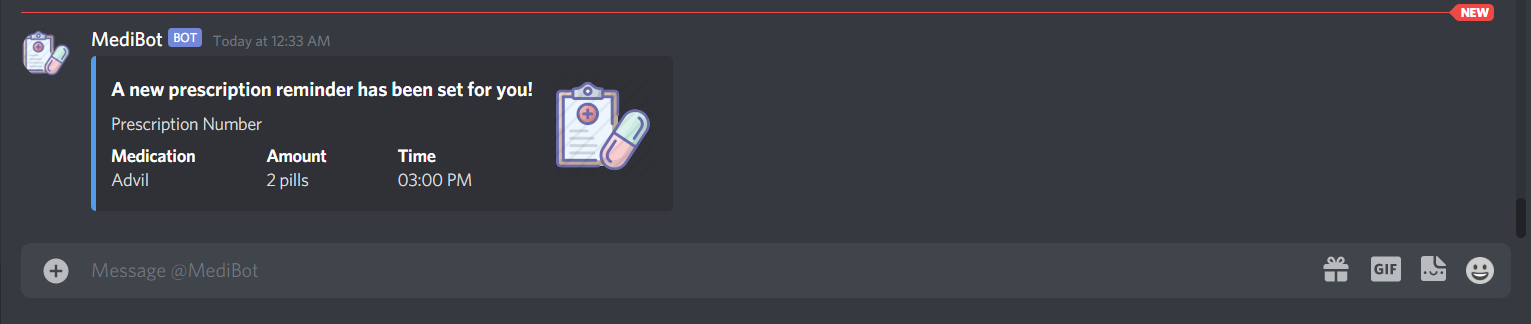 NEW
MediBot BOT Today at 12:33 AM
A new prescription reminder has been set for you!
Prescription Number
Medication Amount Time
Advil 2 pills 03:00 PM
Message @MediBot GIF